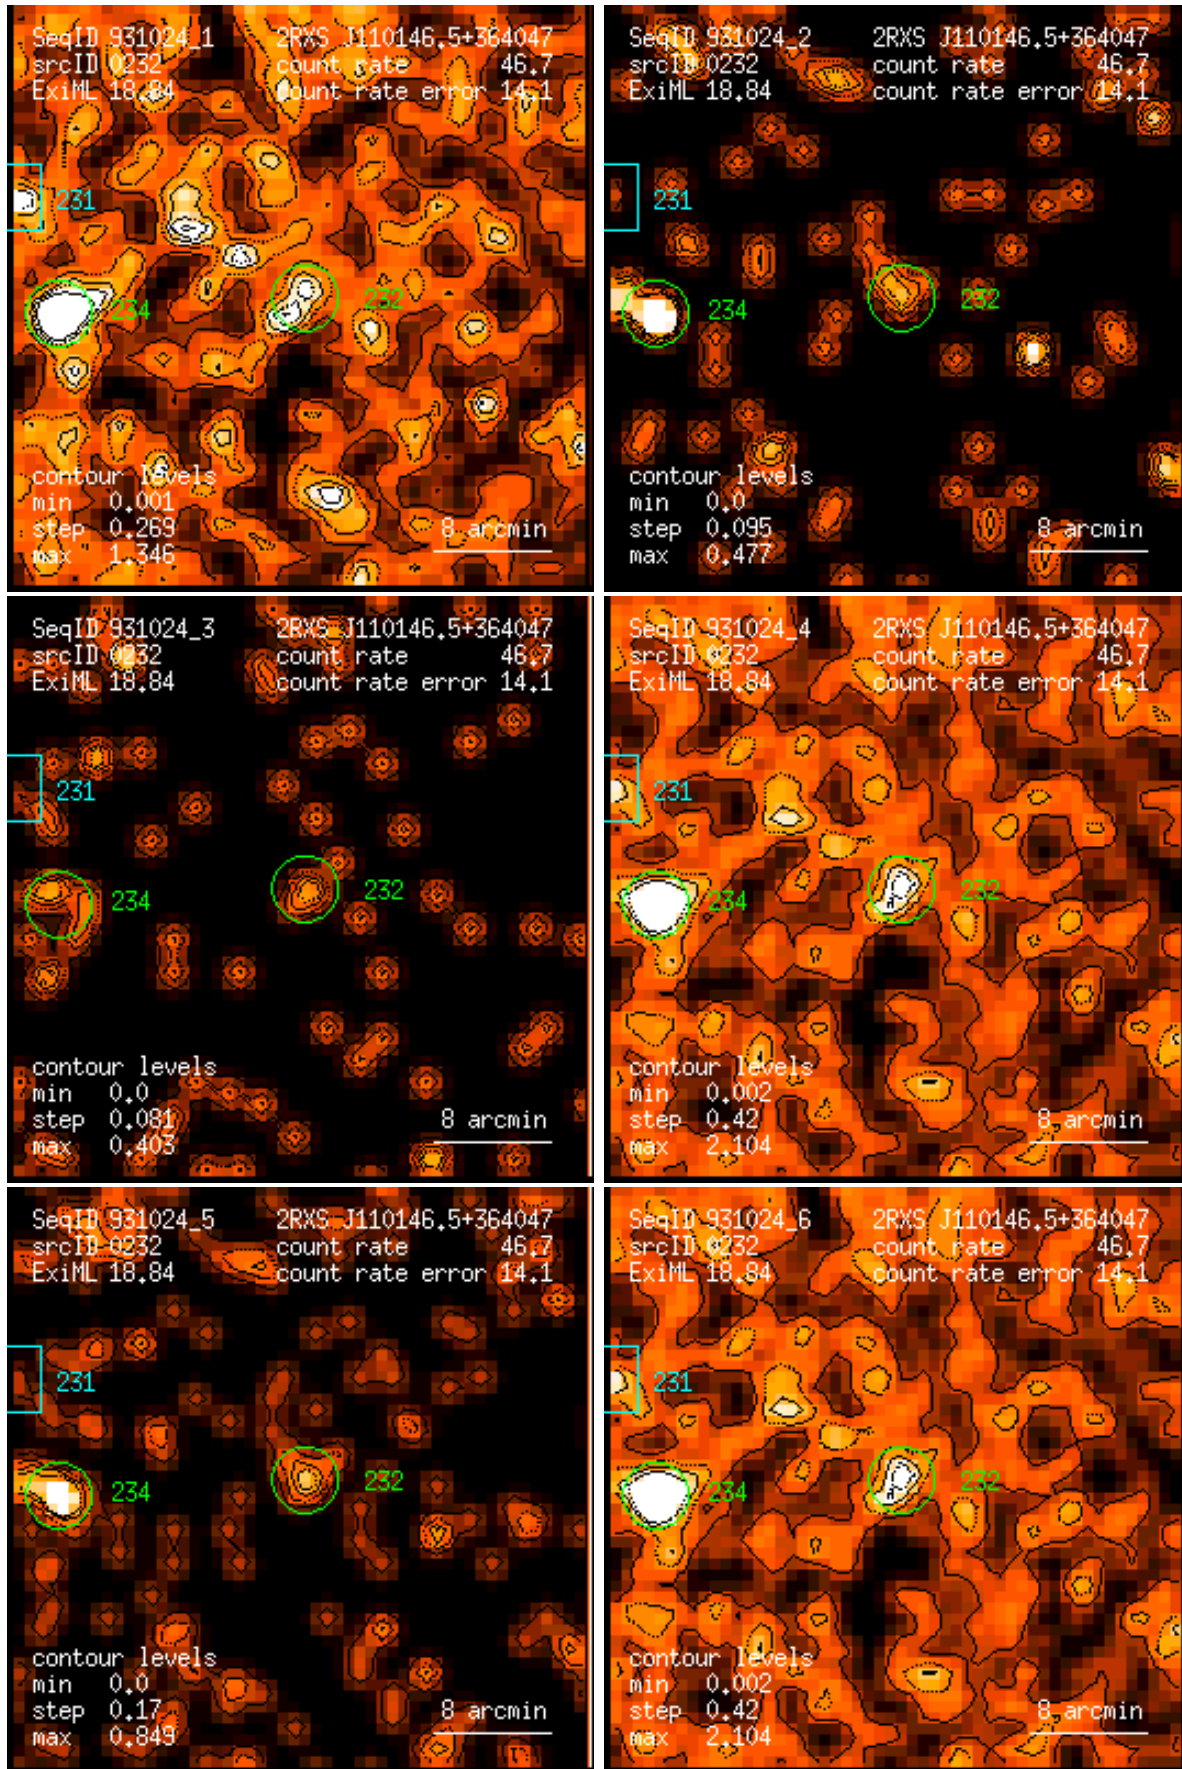 SeqID 931024_1 2RXS J110146.5+364047
srcID 0232 count rate 46.7
ExiML 18.84 count rate error 14.1
231
234 232
contour levels
min 0.001
step 0.269 8 arcmin
max 1.346
SeqID 931024_2 2RXS J110146.5+364047
srcID 0232 count rate 46.7
ExiML 18.84 count rate error 14.1
231
234 232
contour levels
min 0.0
step 0.095 8 arcmin
max 0.477
SeqID 931024_3 2RXS J110146.5+364047
srcID 0232 count rate 46.7
ExiML 18.84 count rate error 14.1
231
234 232
contour levels
min 0.0
step 0.081 8 arcmin
max 0.403
SeqID 931024_4 2RXS J110146.5+364047
srcID 0232 count rate 46.7
ExiML 18.84 count rate error 14.1
231
234 232
contour levels
min 0.002
step 0.42 8 arcmin
max 2.104
SeqID 931024_5 2RXS J110146.5+364047
srcID 0232 count rate 46.7
ExiML 18.84 count rate error 14.1
231
234 232
contour levels
min 0.0
step 0.17 8 arcmin
max 0.849
SeqID 931024_6 2RXS J110146.5+364047
srcID 0232 count rate 46.7
ExiML 18.84 count rate error 14.1
231
234 232
contour levels
min 0.002
step 0.42 8 arcmin
max 2.104